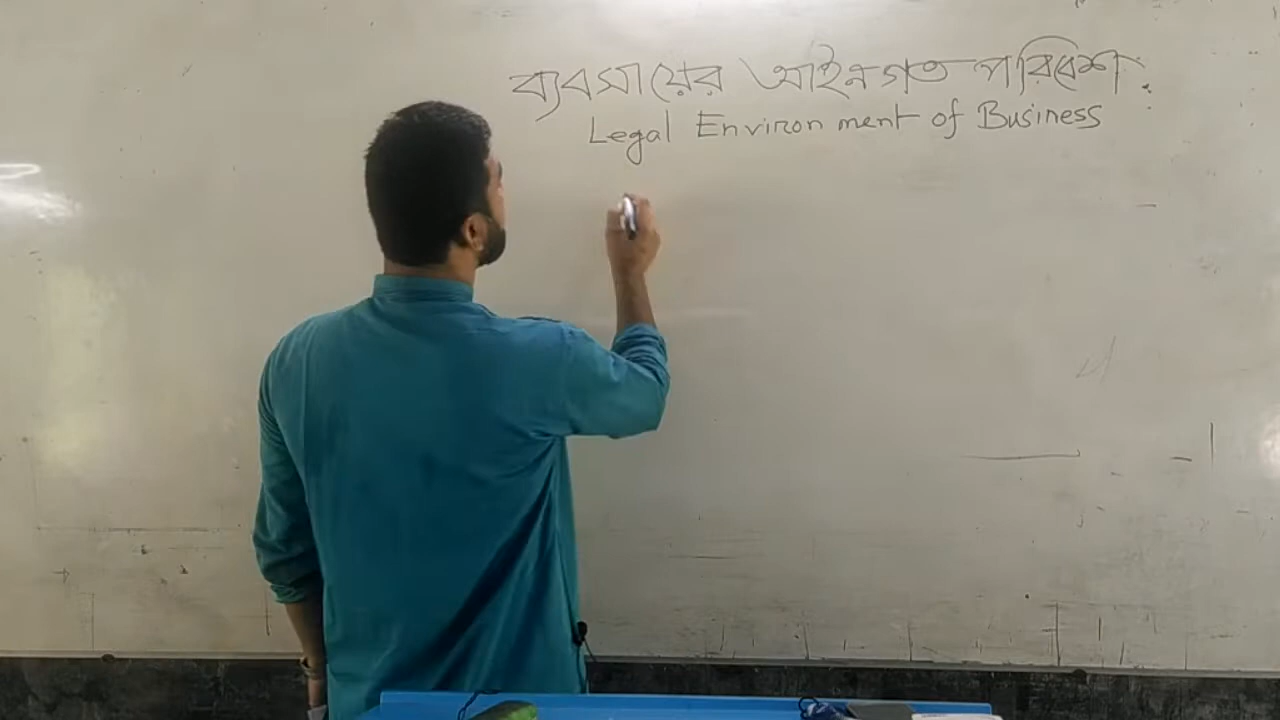 ব্যবসায়ের আইনগত পরিবেশ :
Legal Environment of Business